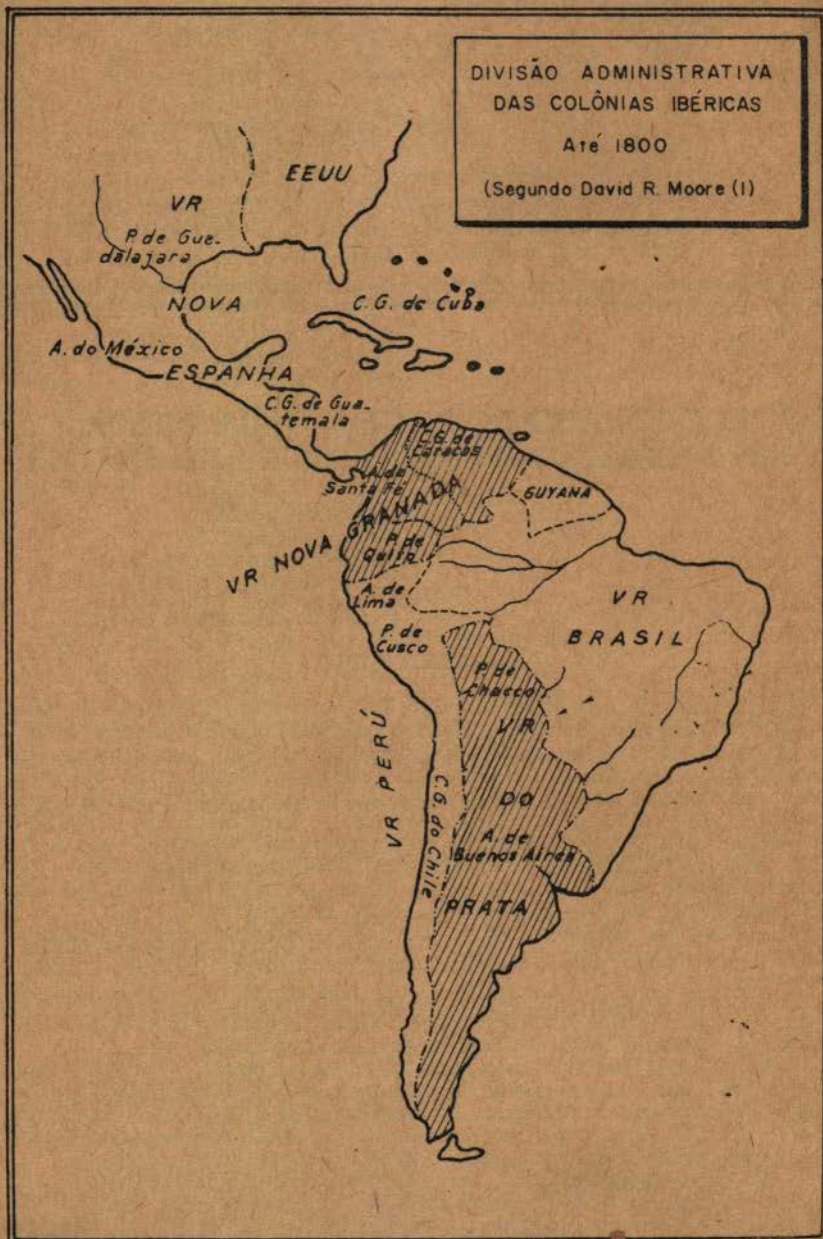 DIVISÃO ADMINISTRATIVA
DAS COLÔNIAS IBÉRICAS
Até 1800
(Segundo David R. Moore (1)
EEUU
VR
P. de Gue-
dalajara
NOVA
C.G. de Cuba
A. do México
ESPANHA
C.G. de Gua-
temala
C.G. de
Caracas
A. de
Santa Fé
GUYANA
VR NOVA GRANADA
P. de
Quito
A. de
Lima
VR
BRASIL
P. de
Cusco
P. de
Chacco
VR
VR PERÚ
C.G. do Chile
DO
A. de
Buenos Aires
PRATA